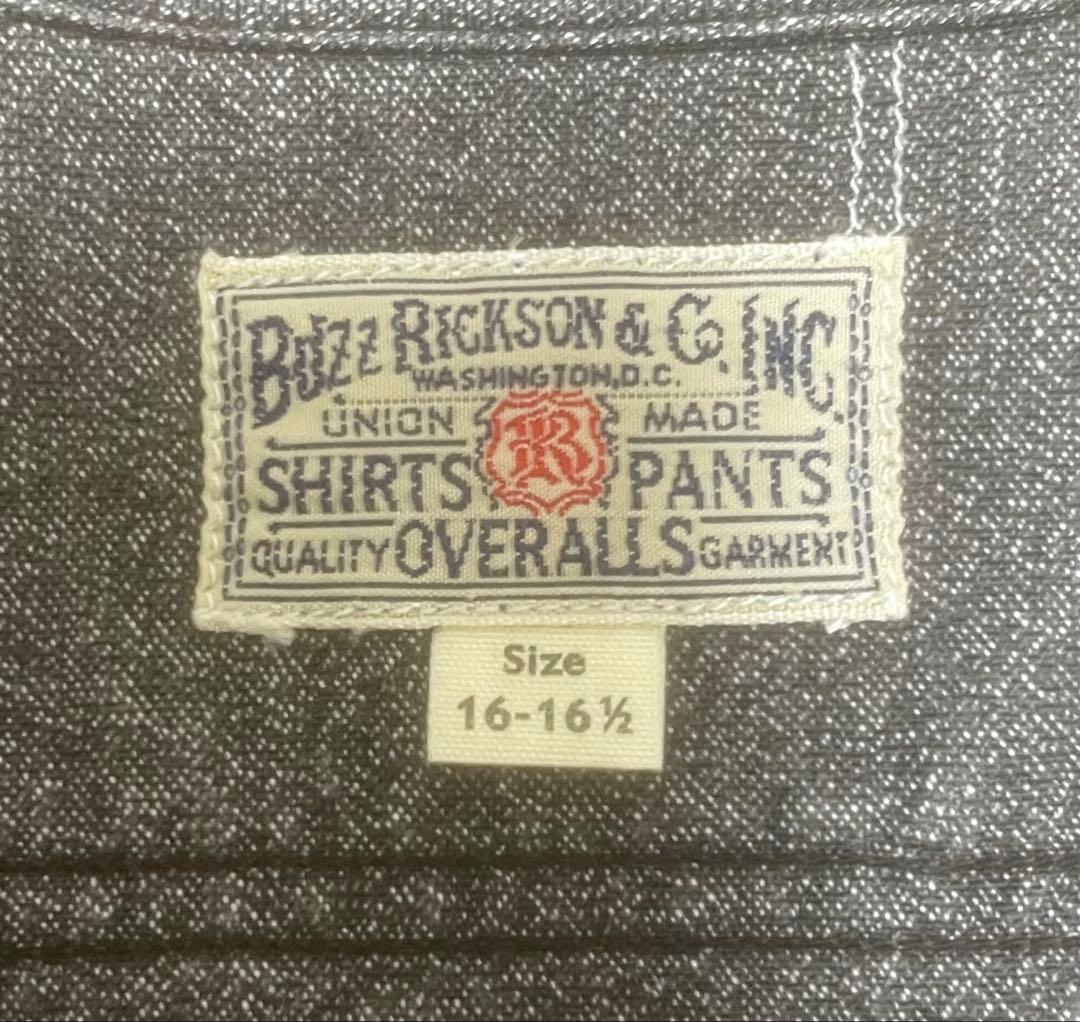 BUZZ RICKSON & Co. INC.
WASHINGTON, D.C.
UNION MADE
R
SHIRTS PANTS
QUALITY OVERALLS GARMENT
Size
16-16½